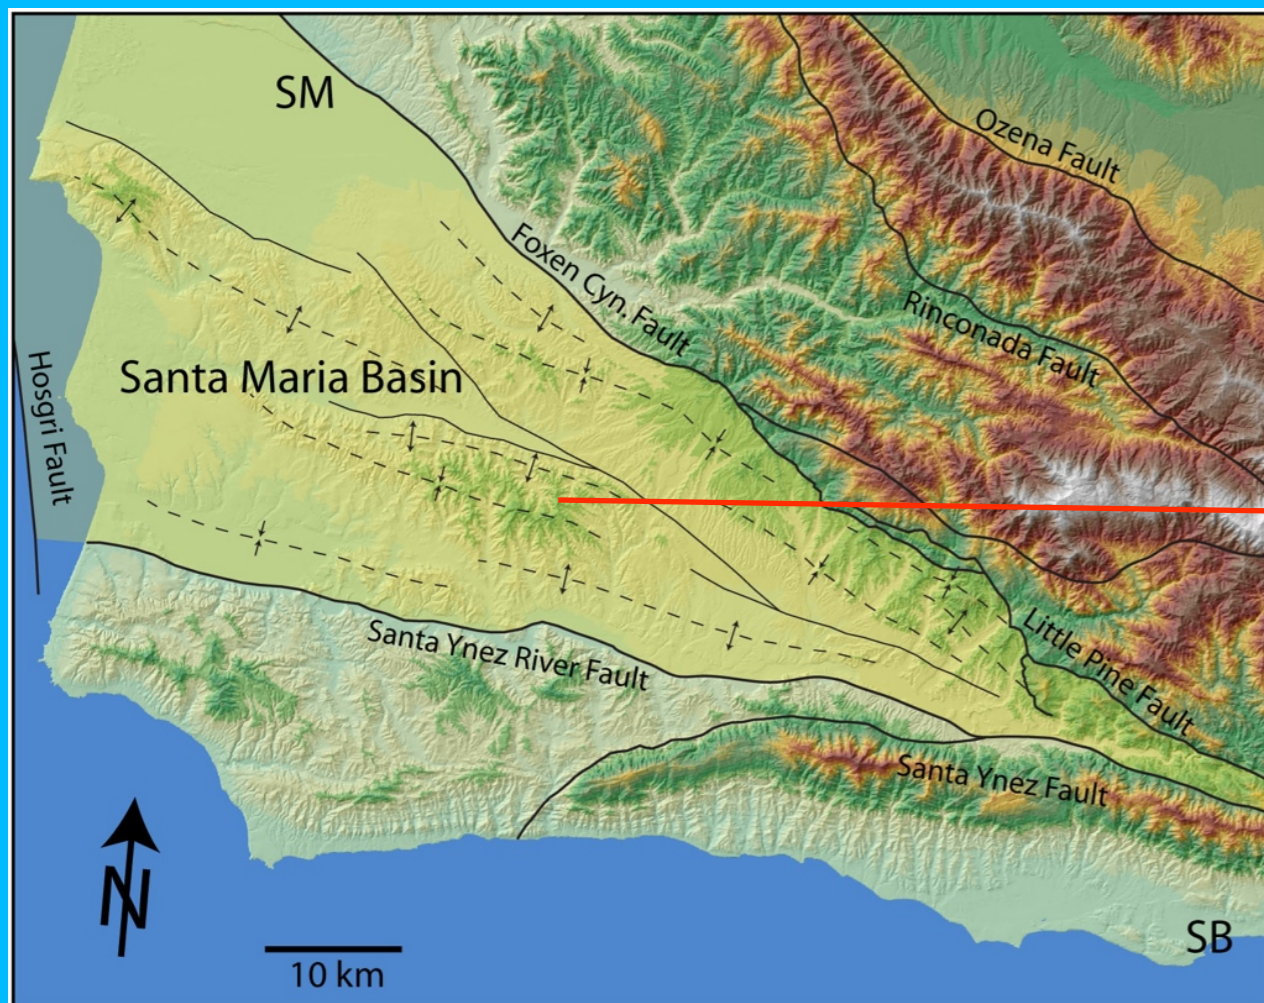 SM
Ozena Fault
Foxen Cyn. Fault
Rinconada Fault
Hosgri Fault
Santa Maria Basin
Little Pine Fault
Santa Ynez River Fault
Santa Ynez Fault
N
SB
10 km